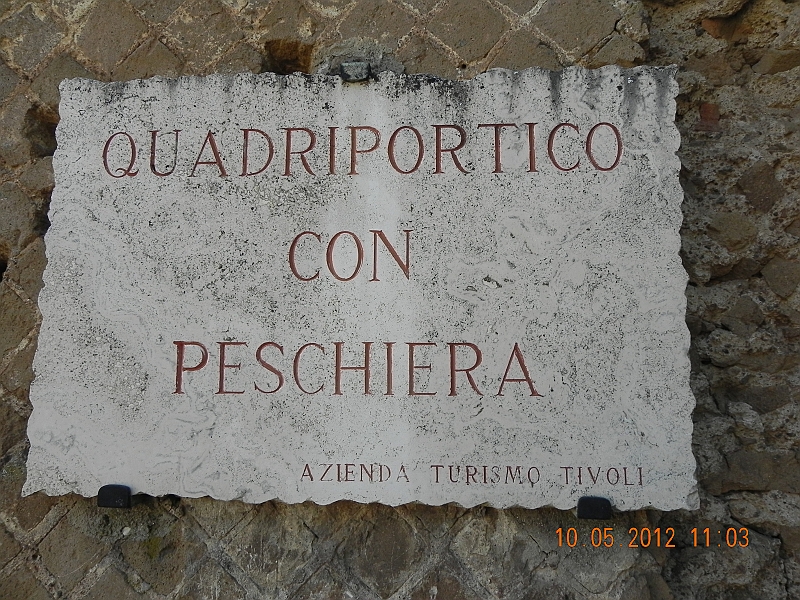 QUADRIPORTICO
CON
PESCHIERA
AZIENDA TURISMO TIVOLI
10.05.2012 11:03